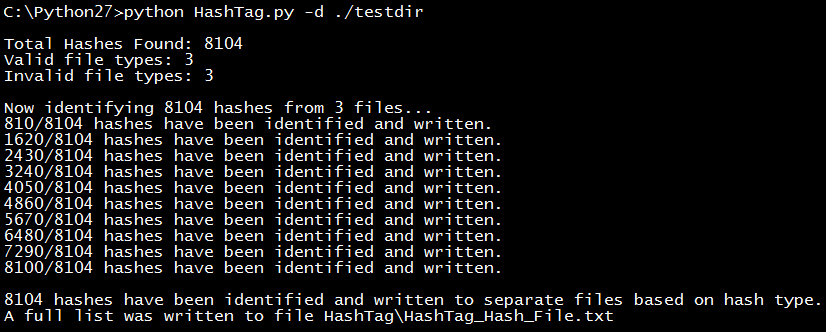 C:\Python27>python HashTag.py -d ./testdir
Total Hashes Found: 8104
Valid file types: 3
Invalid file types: 3
Now identifying 8104 hashes from 3 files...
810/8104 hashes have been identified and written.
1620/8104 hashes have been identified and written.
2430/8104 hashes have been identified and written.
3240/8104 hashes have been identified and written.
4050/8104 hashes have been identified and written.
4860/8104 hashes have been identified and written.
5670/8104 hashes have been identified and written.
6480/8104 hashes have been identified and written.
7290/8104 hashes have been identified and written.
8100/8104 hashes have been identified and written.
8104 hashes have been identified and written to separate files based on hash type.
A full list was written to file HashTag\HashTag_Hash_File.txt